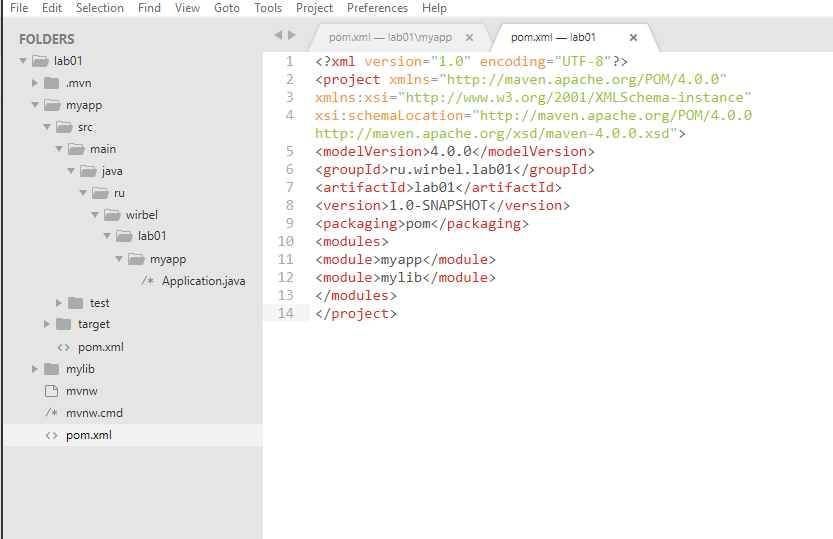 File Edit Selection Find View Goto Tools Project Preferences Help
FOLDERS
lab01
.mvn
myapp
src
main
java
ru
wirbel
lab01
myapp
/* Application.java
test
target
<> pom.xml
mylib
mvnw
/* mvnw.cmd
<> pom.xml
pom.xml — lab01\myapp ×
pom.xml — lab01 ×
1 <?xml version="1.0" encoding="UTF-8"?>
2 <project xmlns="http://maven.apache.org/POM/4.0.0"
3 xmlns:xsi="http://www.w3.org/2001/XMLSchema-instance"
4 xsi:schemaLocation="http://maven.apache.org/POM/4.0.0
http://maven.apache.org/xsd/maven-4.0.0.xsd">
5 <modelVersion>4.0.0</modelVersion>
6 <groupId>ru.wirbel.lab01</groupId>
7 <artifactId>lab01</artifactId>
8 <version>1.0-SNAPSHOT</version>
9 <packaging>pom</packaging>
10 <modules>
11 <module>myapp</module>
12 <module>mylib</module>
13 </modules>
14 </project>